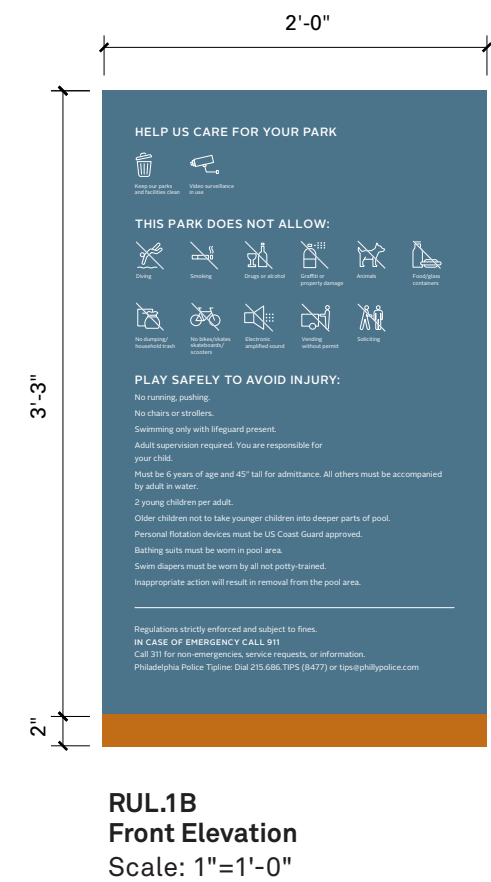 2'-0"
HELP US CARE FOR YOUR PARK
Keep our parks
and facilities clean
Video surveillance
in use
THIS PARK DOES NOT ALLOW:
Diving
Smoking
Drugs or alcohol
Graffiti or
property damage
Animals
Food/glass
containers
No dumping/
household trash
No bikes/skates
skateboards/
scooters
Electronic
amplified sound
Vending
without permit
Soliciting
3'-3"
PLAY SAFELY TO AVOID INJURY:
No running, pushing.
No chairs or strollers.
Swimming only with lifeguard present.
Adult supervision required. You are responsible for
your child.
Must be 6 years of age and 45" tall for admittance. All others must be accompanied
by adult in water.
2 young children per adult.
Older children not to take younger children into deeper parts of pool.
Personal flotation devices must be US Coast Guard approved.
Bathing suits must be worn in pool area.
Swim diapers must be worn by all not potty-trained.
Inappropriate action will result in removal from the pool area.
Regulations strictly enforced and subject to fines.
IN CASE OF EMERGENCY CALL 911
Call 311 for non-emergencies, service requests, or information.
Philadelphia Police Tipline: Dial 215.686.TIPS (8477) or tips@phillypolice.com
2"
RUL.1B
Front Elevation
Scale: 1"=1'-0"